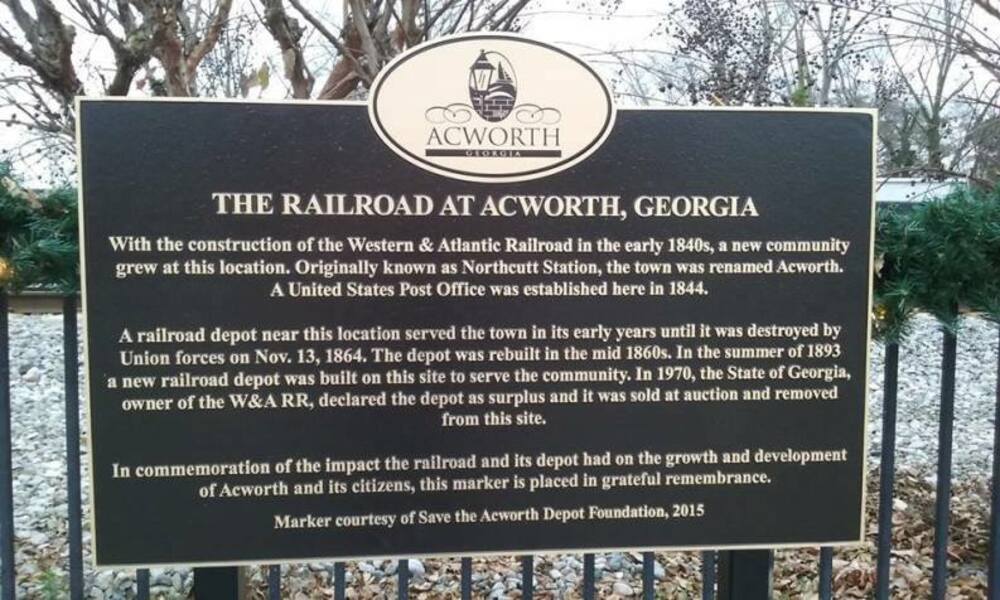 ACWORTH
GEORGIA
THE RAILROAD AT ACWORTH, GEORGIA
With the construction of the Western & Atlantic Railroad in the early 1840s, a new community
grew at this location. Originally known as Northcutt Station, the town was renamed Acworth.
A United States Post Office was established here in 1844.
A railroad depot near this location served the town in its early years until it was destroyed by
Union forces on Nov. 13, 1864. The depot was rebuilt in the mid 1860s. In the summer of 1893
a new railroad depot was built on this site to serve the community. In 1970, the State of Georgia,
owner of the W&A RR, declared the depot as surplus and it was sold at auction and removed
from this site.
In commemoration of the impact the railroad and its depot had on the growth and development
of Acworth and its citizens, this marker is placed in grateful remembrance.
Marker courtesy of Save the Acworth Depot Foundation, 2015